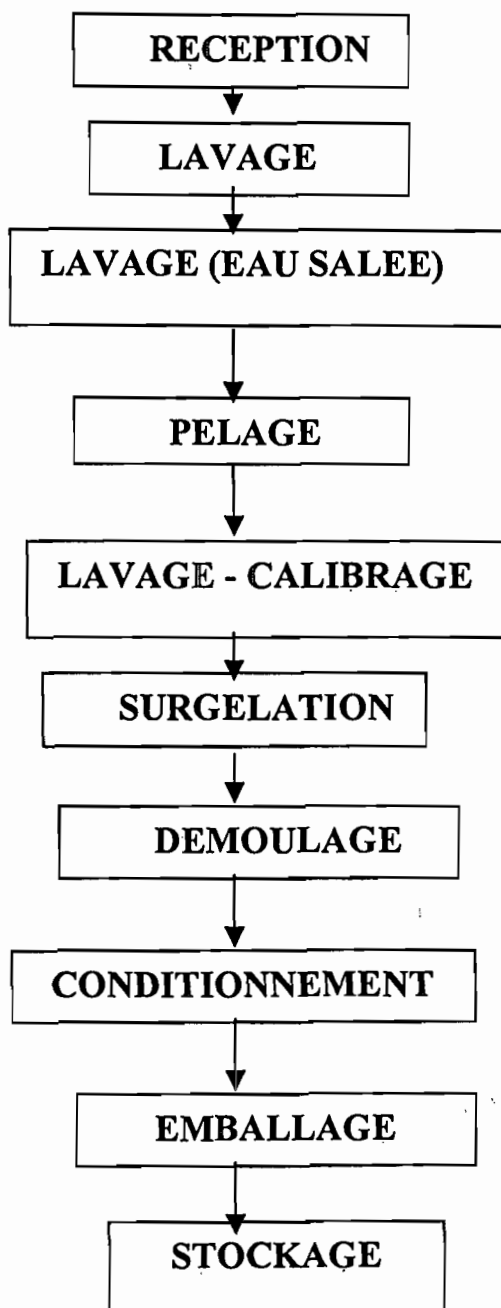 RECEPTION
LAVAGE
LAVAGE (EAU SALEE)
PELAGE
LAVAGE - CALIBRAGE
SURGELATION
DEMOULAGE
CONDITIONNEMENT
EMBALLAGE
STOCKAGE